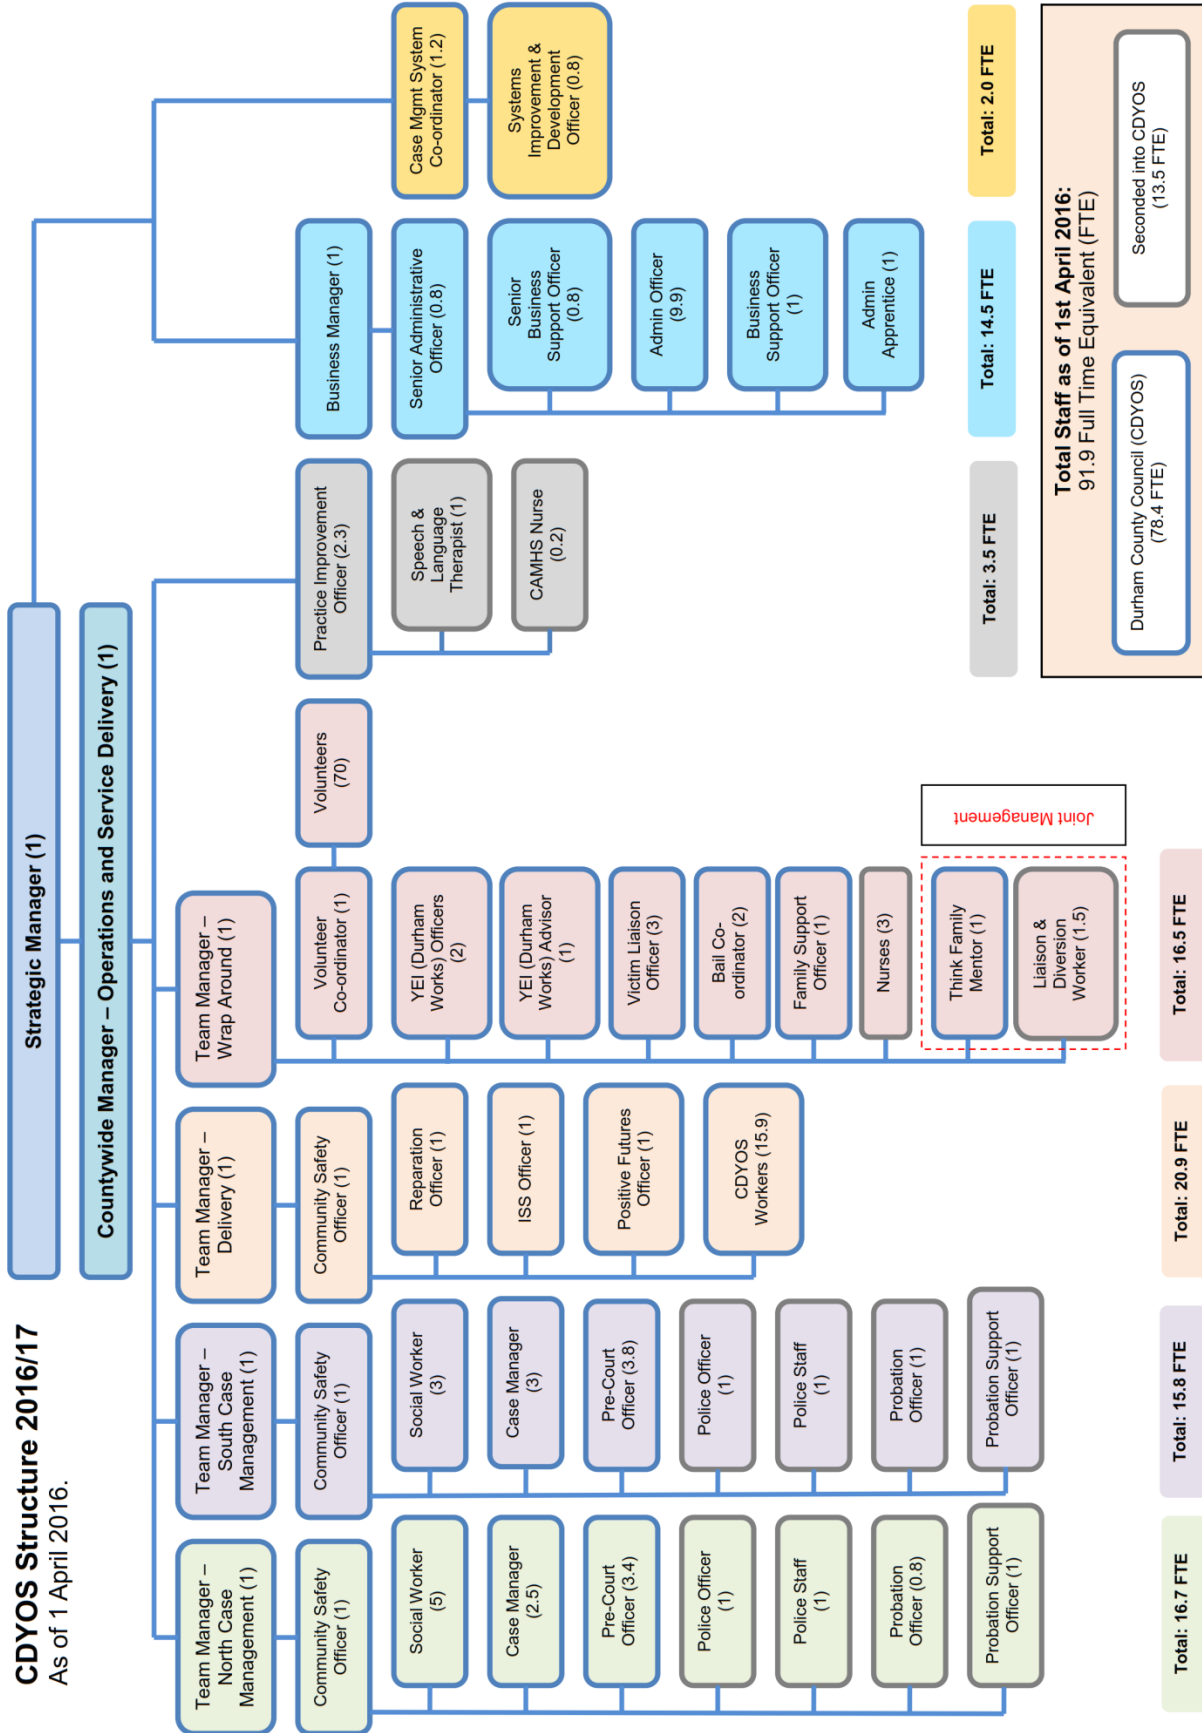 CDYOS Structure 2016/17
As of 1 April 2016.
Strategic Manager (1)
Countywide Manager – Operations and Service Delivery (1)
Team Manager –
North Case
Management (1)
Community Safety
Officer (1)
Social Worker
(5)
Case Manager
(2.5)
Pre-Court
Officer (3.4)
Police Officer
(1)
Police Staff
(1)
Probation
Officer (0.8)
Probation Support
Officer (1)
Total: 16.7 FTE
Team Manager –
South Case
Management (1)
Community Safety
Officer (1)
Social Worker
(3)
Case Manager
(3)
Pre-Court
Officer (3.8)
Police Officer
(1)
Police Staff
(1)
Probation
Officer (1)
Probation Support
Officer (1)
Total: 15.8 FTE
Team Manager –
Delivery (1)
Community Safety
Officer (1)
Reparation
Officer (1)
ISS Officer (1)
Positive Futures
Officer (1)
CDYOS
Workers (15.9)
Total: 20.9 FTE
Team Manager –
Wrap Around (1)
Volunteer
Co-ordinator (1)
Volunteers
(70)
YEI (Durham
Works) Officers
(2)
YEI (Durham
Works) Advisor
(1)
Victim Liaison
Officer (3)
Bail Co-
ordinator (2)
Family Support
Officer (1)
Nurses (3)
Think Family
Mentor (1)
Liaison &
Diversion
Worker (1.5)
Joint Management
Total: 16.5 FTE
Practice Improvement
Officer (2.3)
Speech &
Language
Therapist (1)
CAMHS Nurse
(0.2)
Total: 3.5 FTE
Business Manager (1)
Senior Administrative
Officer (0.8)
Senior
Business
Support Officer
(0.8)
Admin Officer
(9.9)
Business
Support Officer
(1)
Admin
Apprentice (1)
Total: 14.5 FTE
Case Mgmt System
Co-ordinator (1.2)
Systems
Improvement &
Development
Officer (0.8)
Total: 2.0 FTE
Total Staff as of 1st April 2016:
91.9 Full Time Equivalent (FTE)
Durham County Council (CDYOS)
(78.4 FTE)
Seconded into CDYOS
(13.5 FTE)